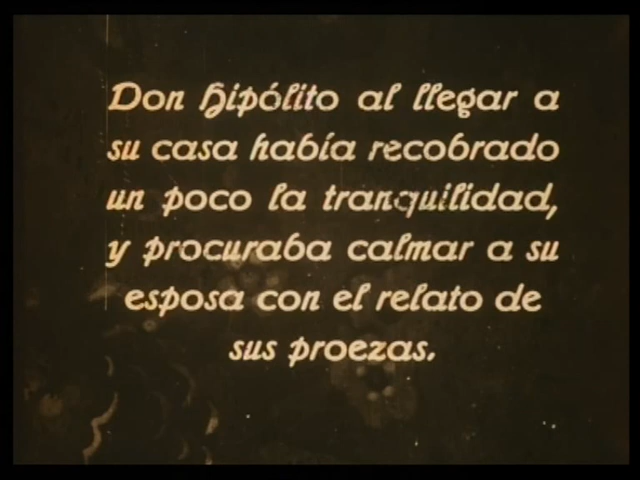 Don Hipólito al llegar a
su casa había recobrado
un poco la tranquilidad,
y procuraba calmar a su
esposa con el relato de
sus proezas.